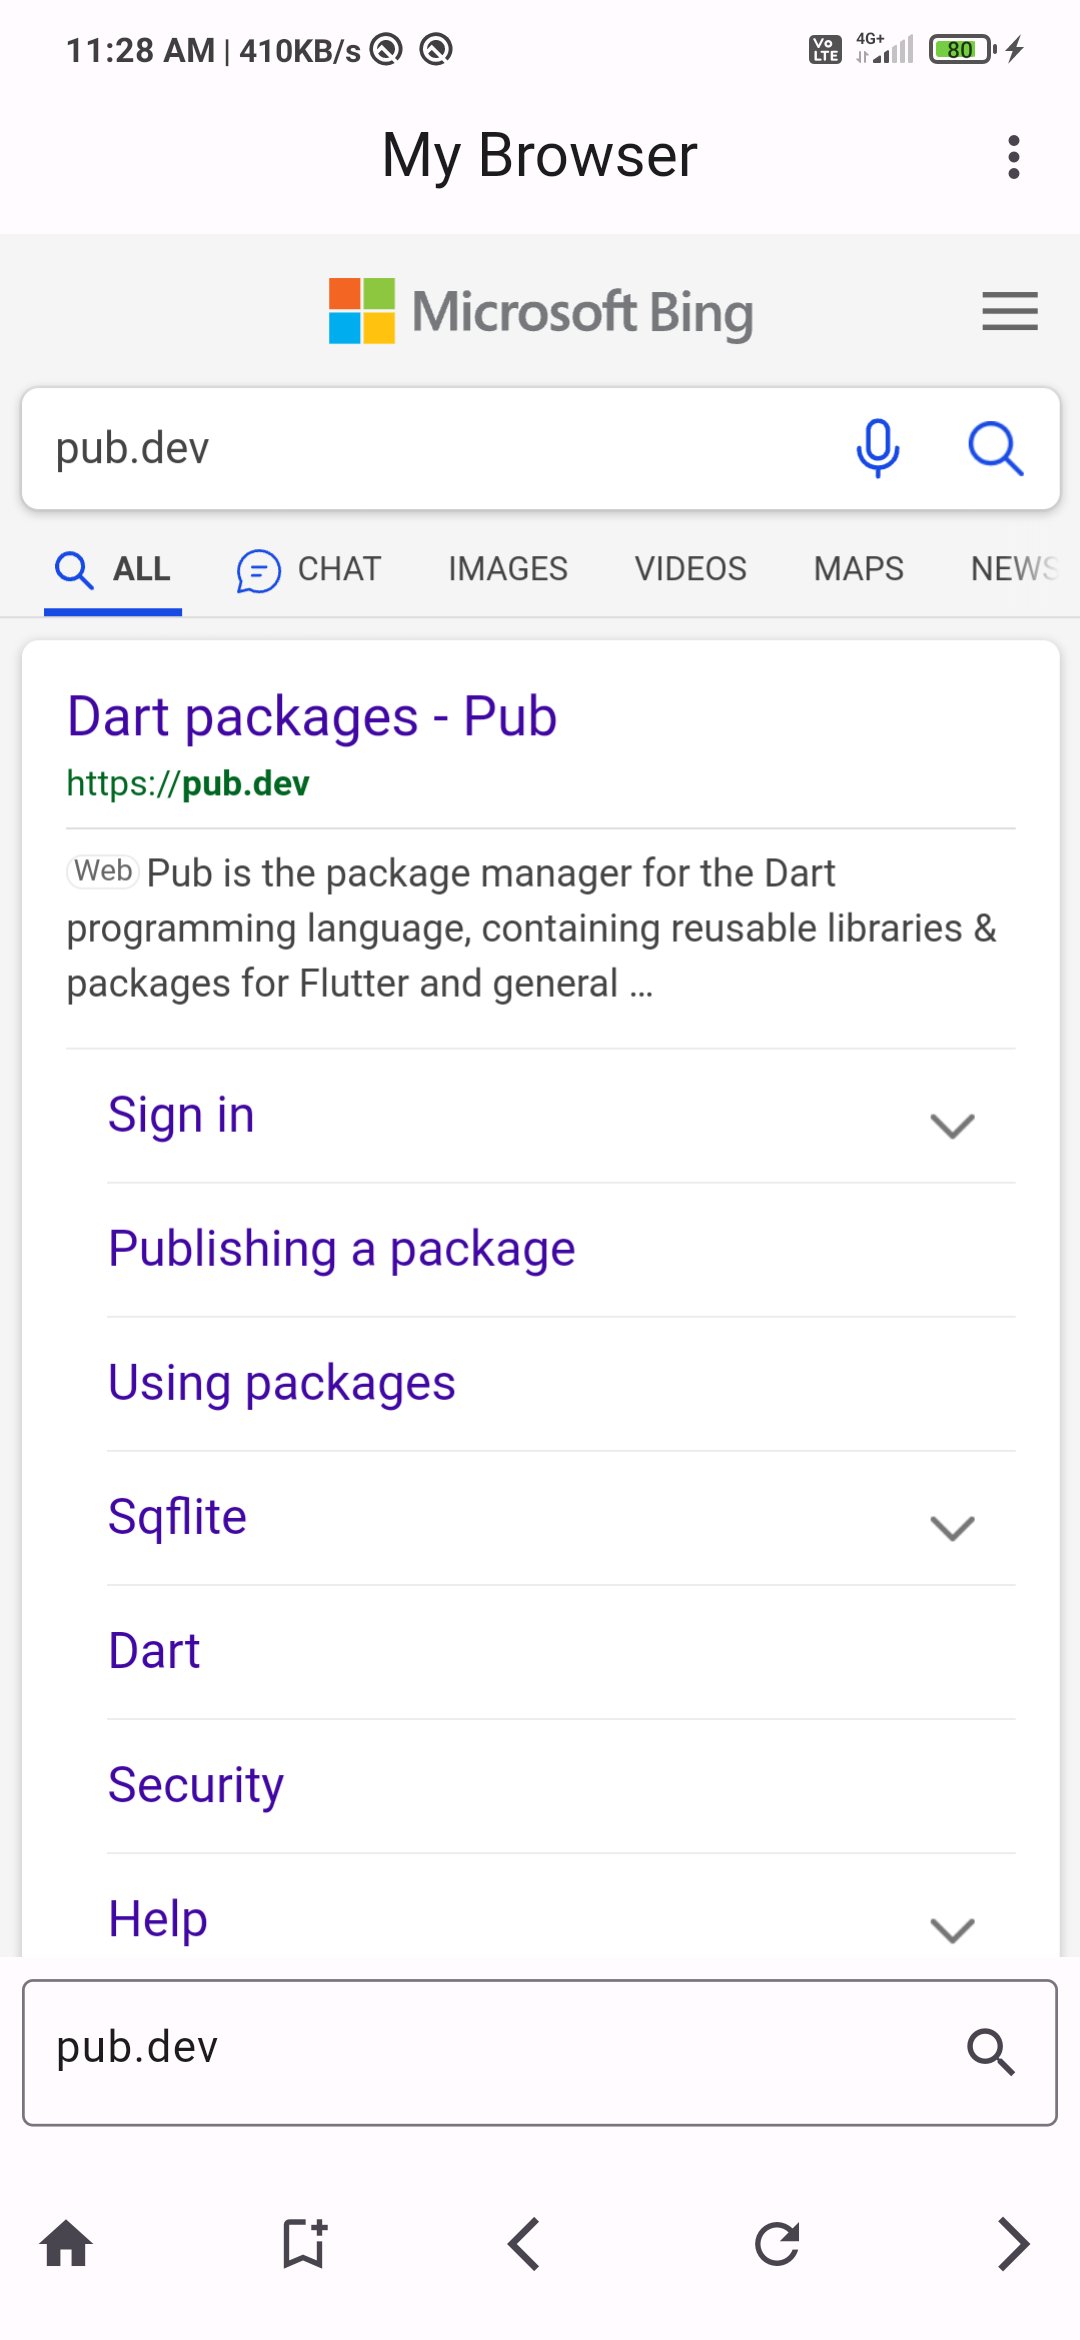 11:28 AM | 410KB/s
Vo LTE 4G+ 80
My Browser
Microsoft Bing
pub.dev
ALL CHAT IMAGES VIDEOS MAPS NEWS
Dart packages - Pub
https://pub.dev
Web Pub is the package manager for the Dart
programming language, containing reusable libraries &
packages for Flutter and general ...
Sign in
Publishing a package
Using packages
Sqflite
Dart
Security
Help
pub.dev